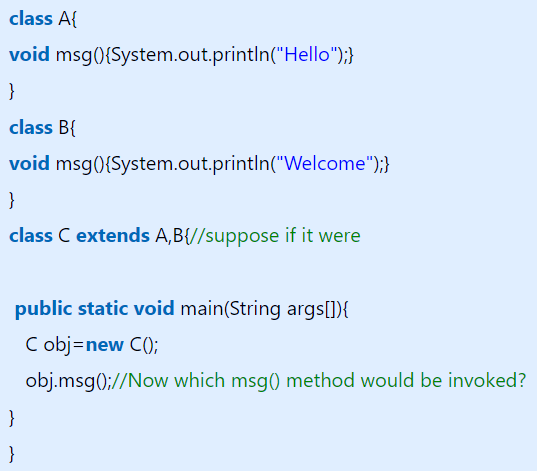 class A{
void msg(){System.out.println("Hello");}
}
class B{
void msg(){System.out.println("Welcome");}
}
class C extends A,B{//suppose if it were
public static void main(String args[]){
C obj=new C();
obj.msg();//Now which msg() method would be invoked?
}
}